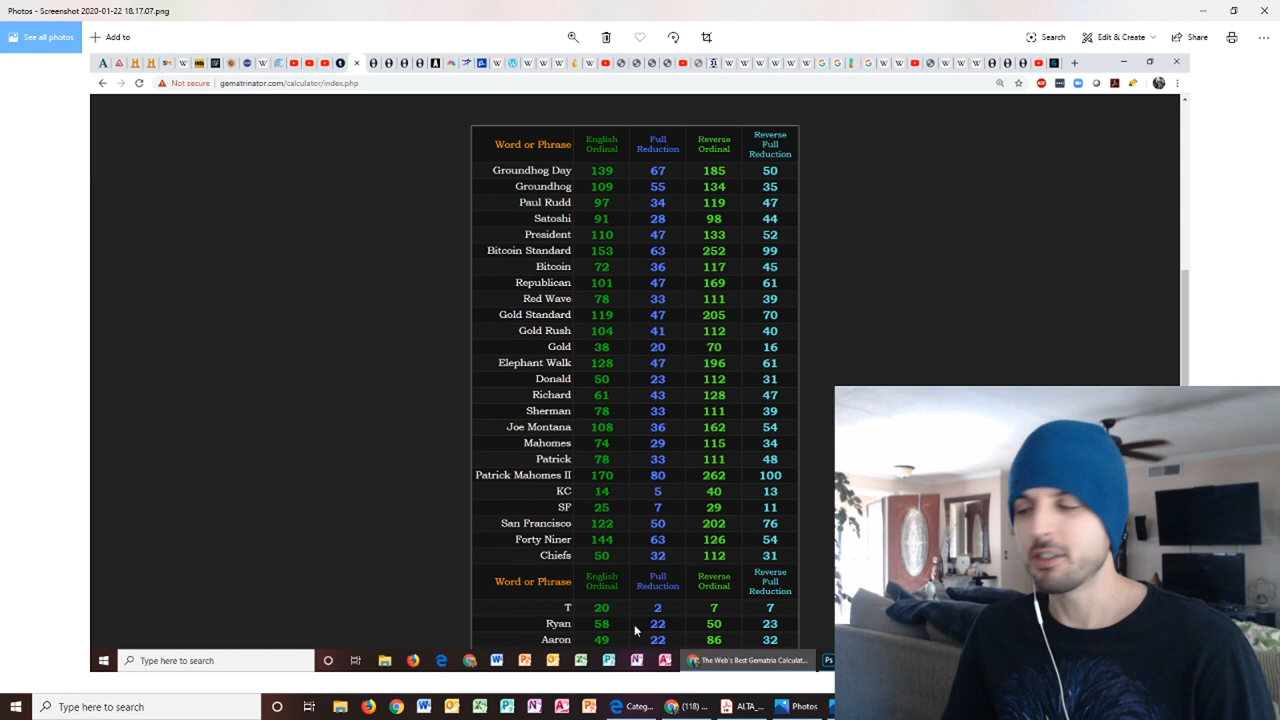 Photos - Screenshot 2020-01-22 18.17.07.png
See all photos + Add to Search Edit & Create Share
Not secure gematrinator.com/calculator/index.php
Word or Phrase English Ordinal Full Reduction Reverse Ordinal Reverse Full Reduction
Groundhog Day 139 67 185 50
Groundhog 109 55 134 35
Paul Rudd 97 34 119 47
Satoshi 91 28 98 44
President 110 47 133 52
Bitcoin Standard 153 63 252 99
Bitcoin 72 36 117 45
Republican 101 47 169 61
Red Wave 78 33 111 39
Gold Standard 119 47 205 70
Gold Rush 104 41 112 40
Gold 38 20 70 16
Elephant Walk 128 47 196 61
Donald 50 23 112 31
Richard 61 43 128 47
Sherman 78 33 111 39
Joe Montana 108 36 162 54
Mahomes 74 29 115 34
Patrick 78 33 111 48
Patrick Mahomes II 170 80 262 100
KC 14 5 40 13
SF 25 7 29 11
San Francisco 122 50 202 76
Forty Niner 144 63 126 54
Chiefs 50 32 112 31
Word or Phrase English Ordinal Full Reduction Reverse Ordinal Reverse Full Reduction
T 20 2 7 7
Ryan 58 22 50 23
Aaron 49 22 86 32
Type here to search The Web's Best Gematria Calculat...
Type here to search Categ... (118) ... ALTA_... Photos